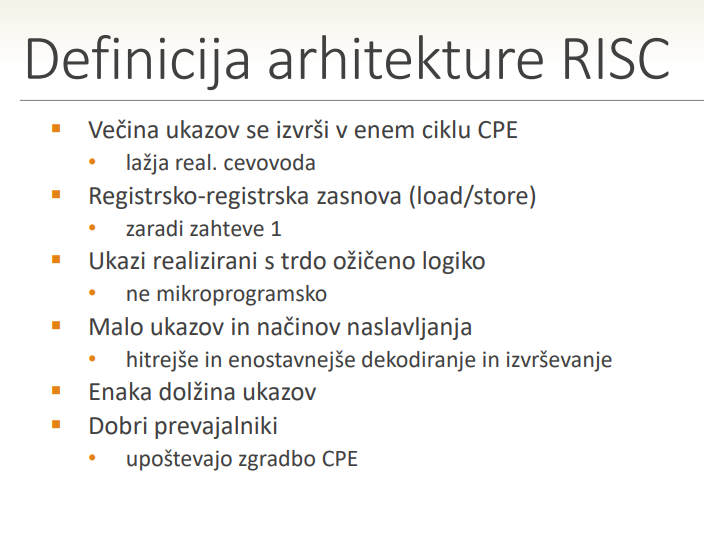 Definicija arhitekture RISC
Večina ukazov se izvrši v enem ciklu CPE
lažja real. cevovoda
Registrsko-registrska zasnova (load/store)
zaradi zahteve 1
Ukazi realizirani s trdo ožičeno logiko
ne mikroprogramsko
Malo ukazov in načinov naslavljanja
hitrejše in enostavnejše dekodiranje in izvrševanje
Enaka dolžina ukazov
Dobri prevajalniki
upoštevajo zgradbo CPE